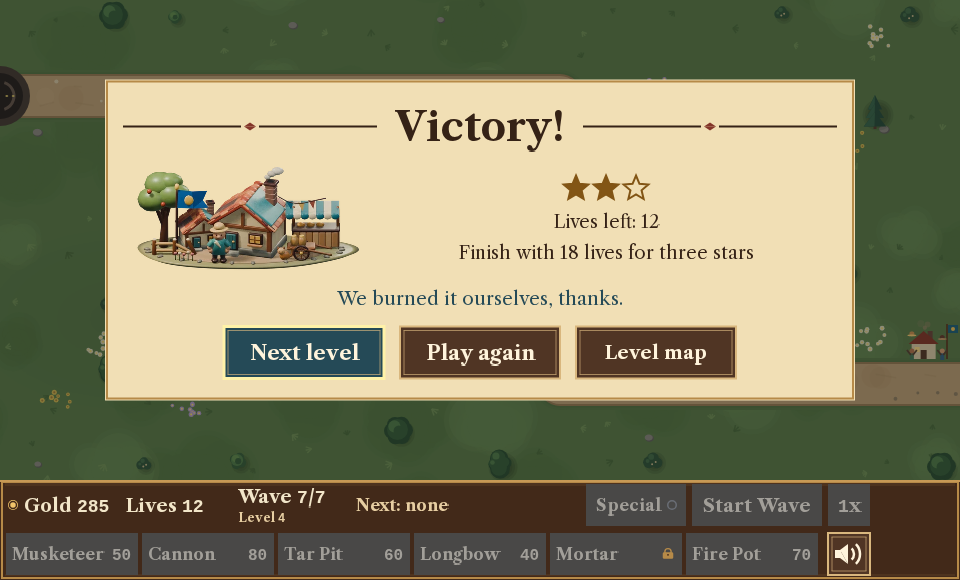 Victory!
Lives left: 12
Finish with 18 lives for three stars
We burned it ourselves, thanks.
Next level Play again Level map
Gold 285 Lives 12 Wave 7/7 Next: none Special Start Wave 1x
Level 4
Musketeer 50 Cannon 80 Tar Pit 60 Longbow 40 Mortar Fire Pot 70